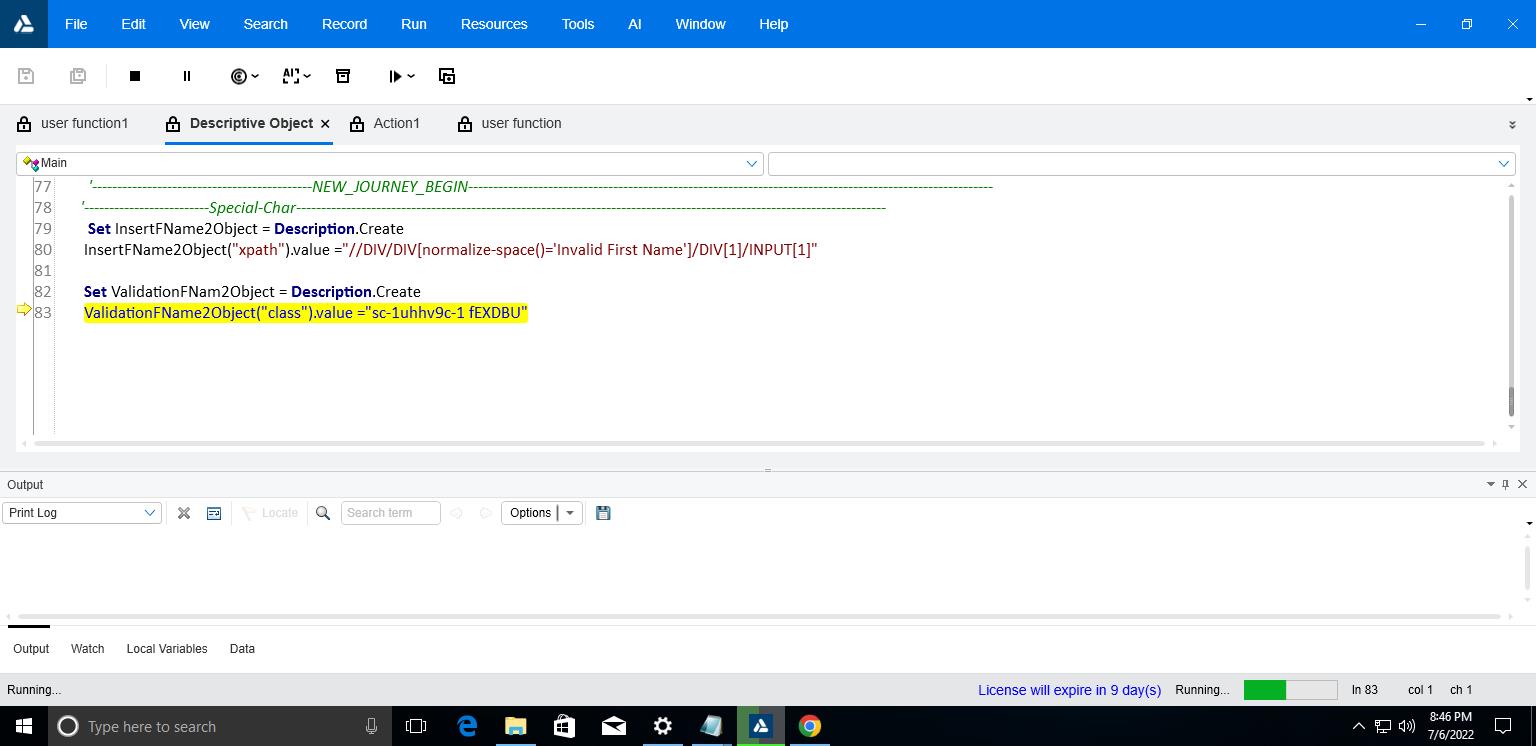 File Edit View Search Record Run Resources Tools AI Window Help
user function1 Descriptive Object Action1 user function
Main
77 '--------------------------------------------NEW_JOURNEY_BEGIN---------------------------------------------------------------------------------------------------------
78 '-------------------------Special-Char----------------------------------------------------------------------------------------------------------------------
79 Set InsertFName2Object = Description.Create
80 InsertFName2Object("xpath").value ="//DIV/DIV[normalize-space()='Invalid First Name']/DIV[1]/INPUT[1]"
81
82 Set ValidationFNam2Object = Description.Create
83 ValidationFName2Object("class").value ="sc-1uhhv9c-1 fEXDBU"
Output
Print Log Locate Search term Options
Output Watch Local Variables Data
Running... License will expire in 9 day(s) Running... ln 83 col 1 ch 1
Type here to search
8:46 PM
7/6/2022